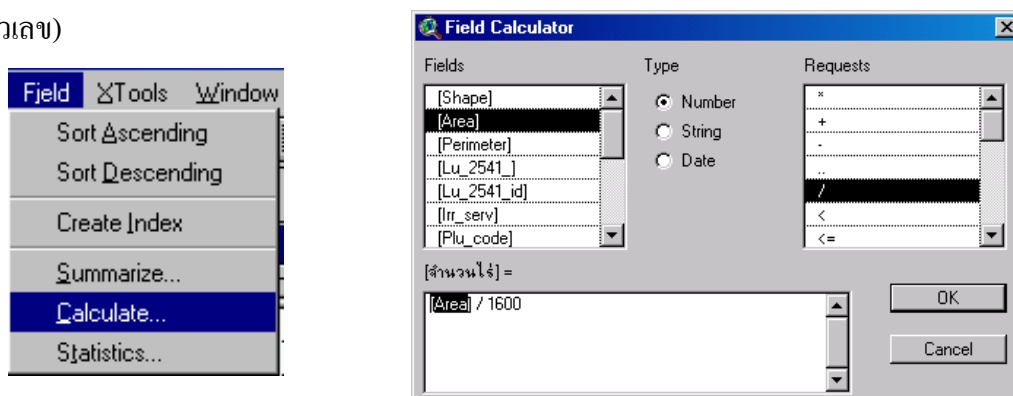 วเลข)
Field XTools Window
Sort Ascending
Sort Descending
Create Index
Summarize...
Calculate...
Statistics...
Field Calculator
Fields
Type
Requests
[Shape]
[Area]
[Perimeter]
[Lu_2541_]
[Lu_2541_id]
[Irr_serv]
[Plu_code]
Number
String
Date
*
+
-
..
/
<
<=
[จำนวนไร่] =
[Area] / 1600
OK
Cancel